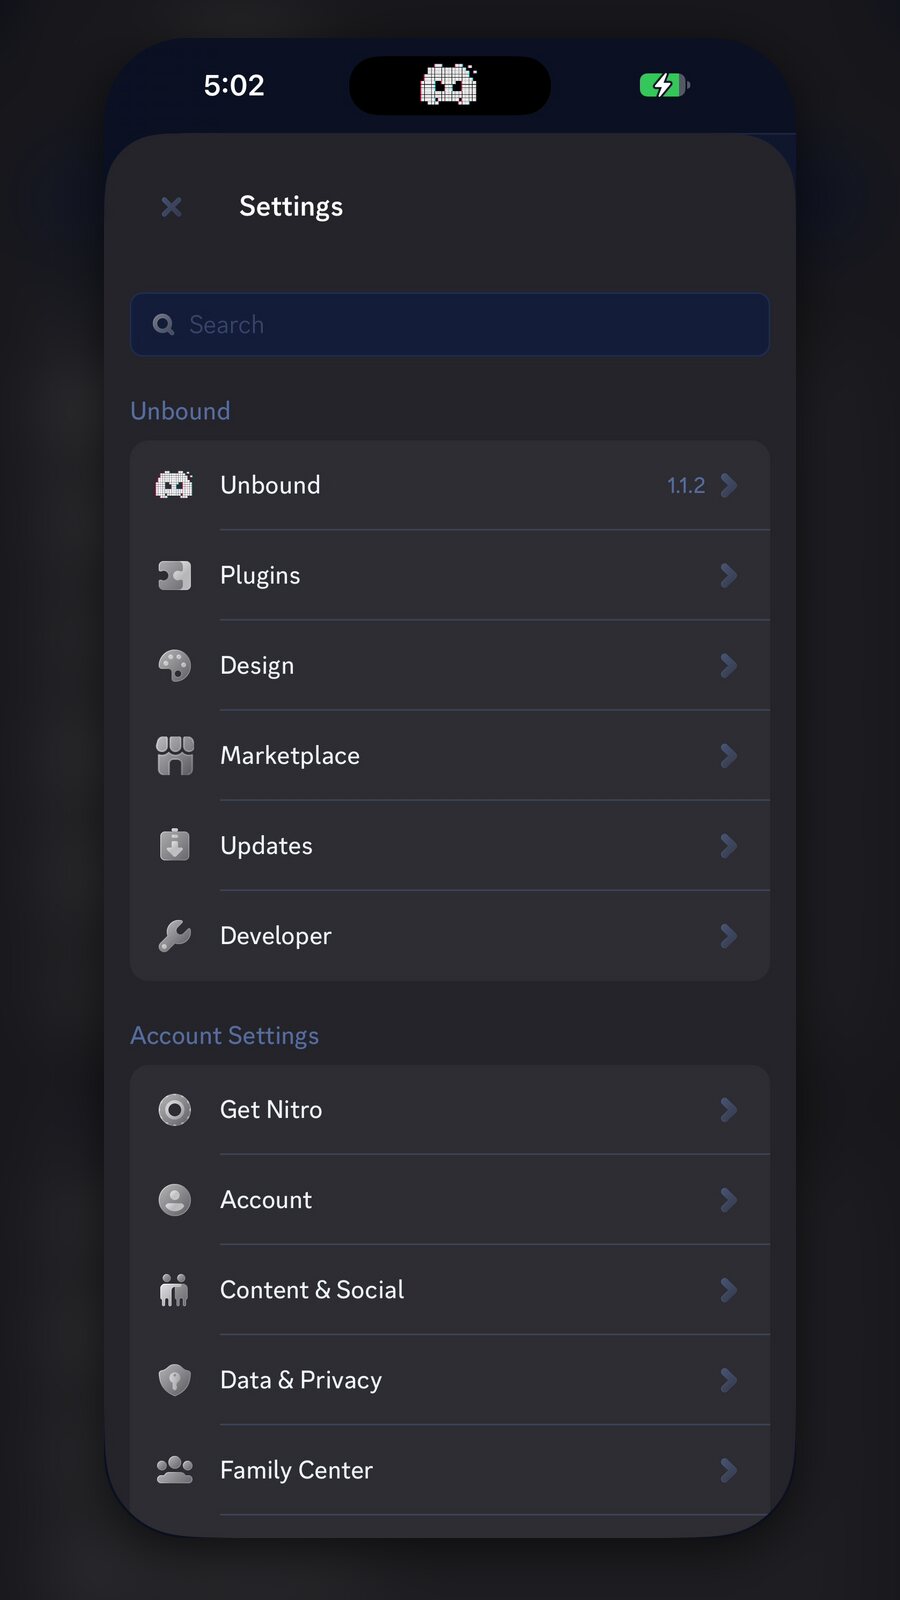 5:02
Settings
Search
Unbound
Unbound 1.1.2
Plugins
Design
Marketplace
Updates
Developer
Account Settings
Get Nitro
Account
Content & Social
Data & Privacy
Family Center